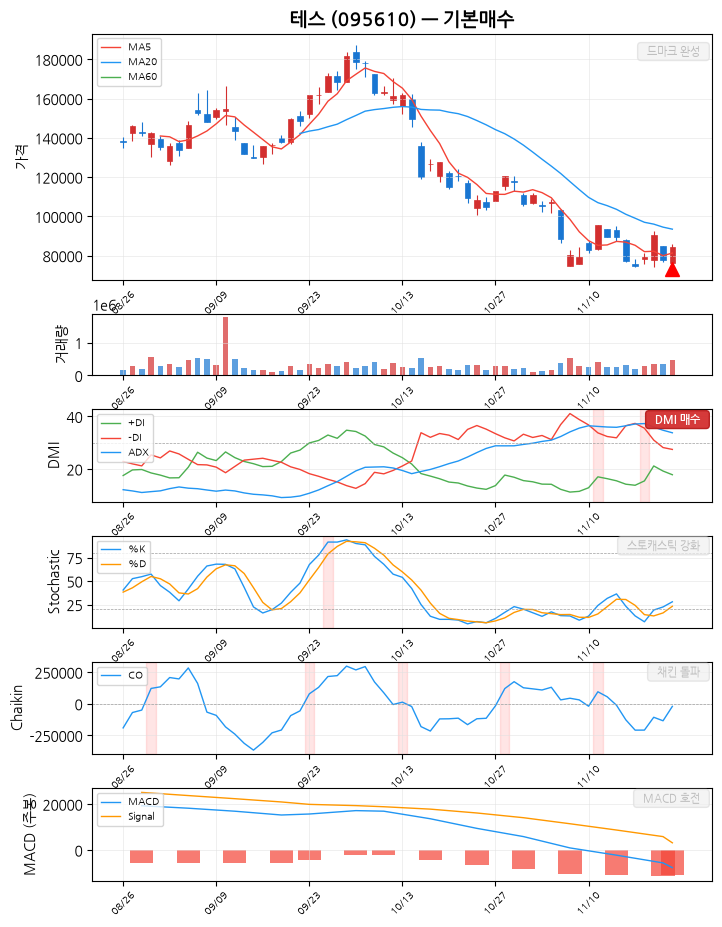 테스 (095610) — 기본매수
MA5
MA20
MA60
드마크 완성
가격
180000
160000
140000
120000
100000
80000
08/26
09/09
09/23
10/13
10/27
11/10
1e6
거래량
1
0
08/26
09/09
09/23
10/13
10/27
11/10
+DI
-DI
ADX
DMI 매수
DMI
40
20
08/26
09/09
09/23
10/13
10/27
11/10
%K
%D
스토캐스틱 강화
Stochastic
75
50
25
08/26
09/09
09/23
10/13
10/27
11/10
CO
채킨 돌파
Chaikin
250000
0
-250000
08/26
09/09
09/23
10/13
10/27
11/10
MACD
Signal
MACD 호전
MACD (주봉)
20000
0
08/26
09/09
09/23
10/13
10/27
11/10